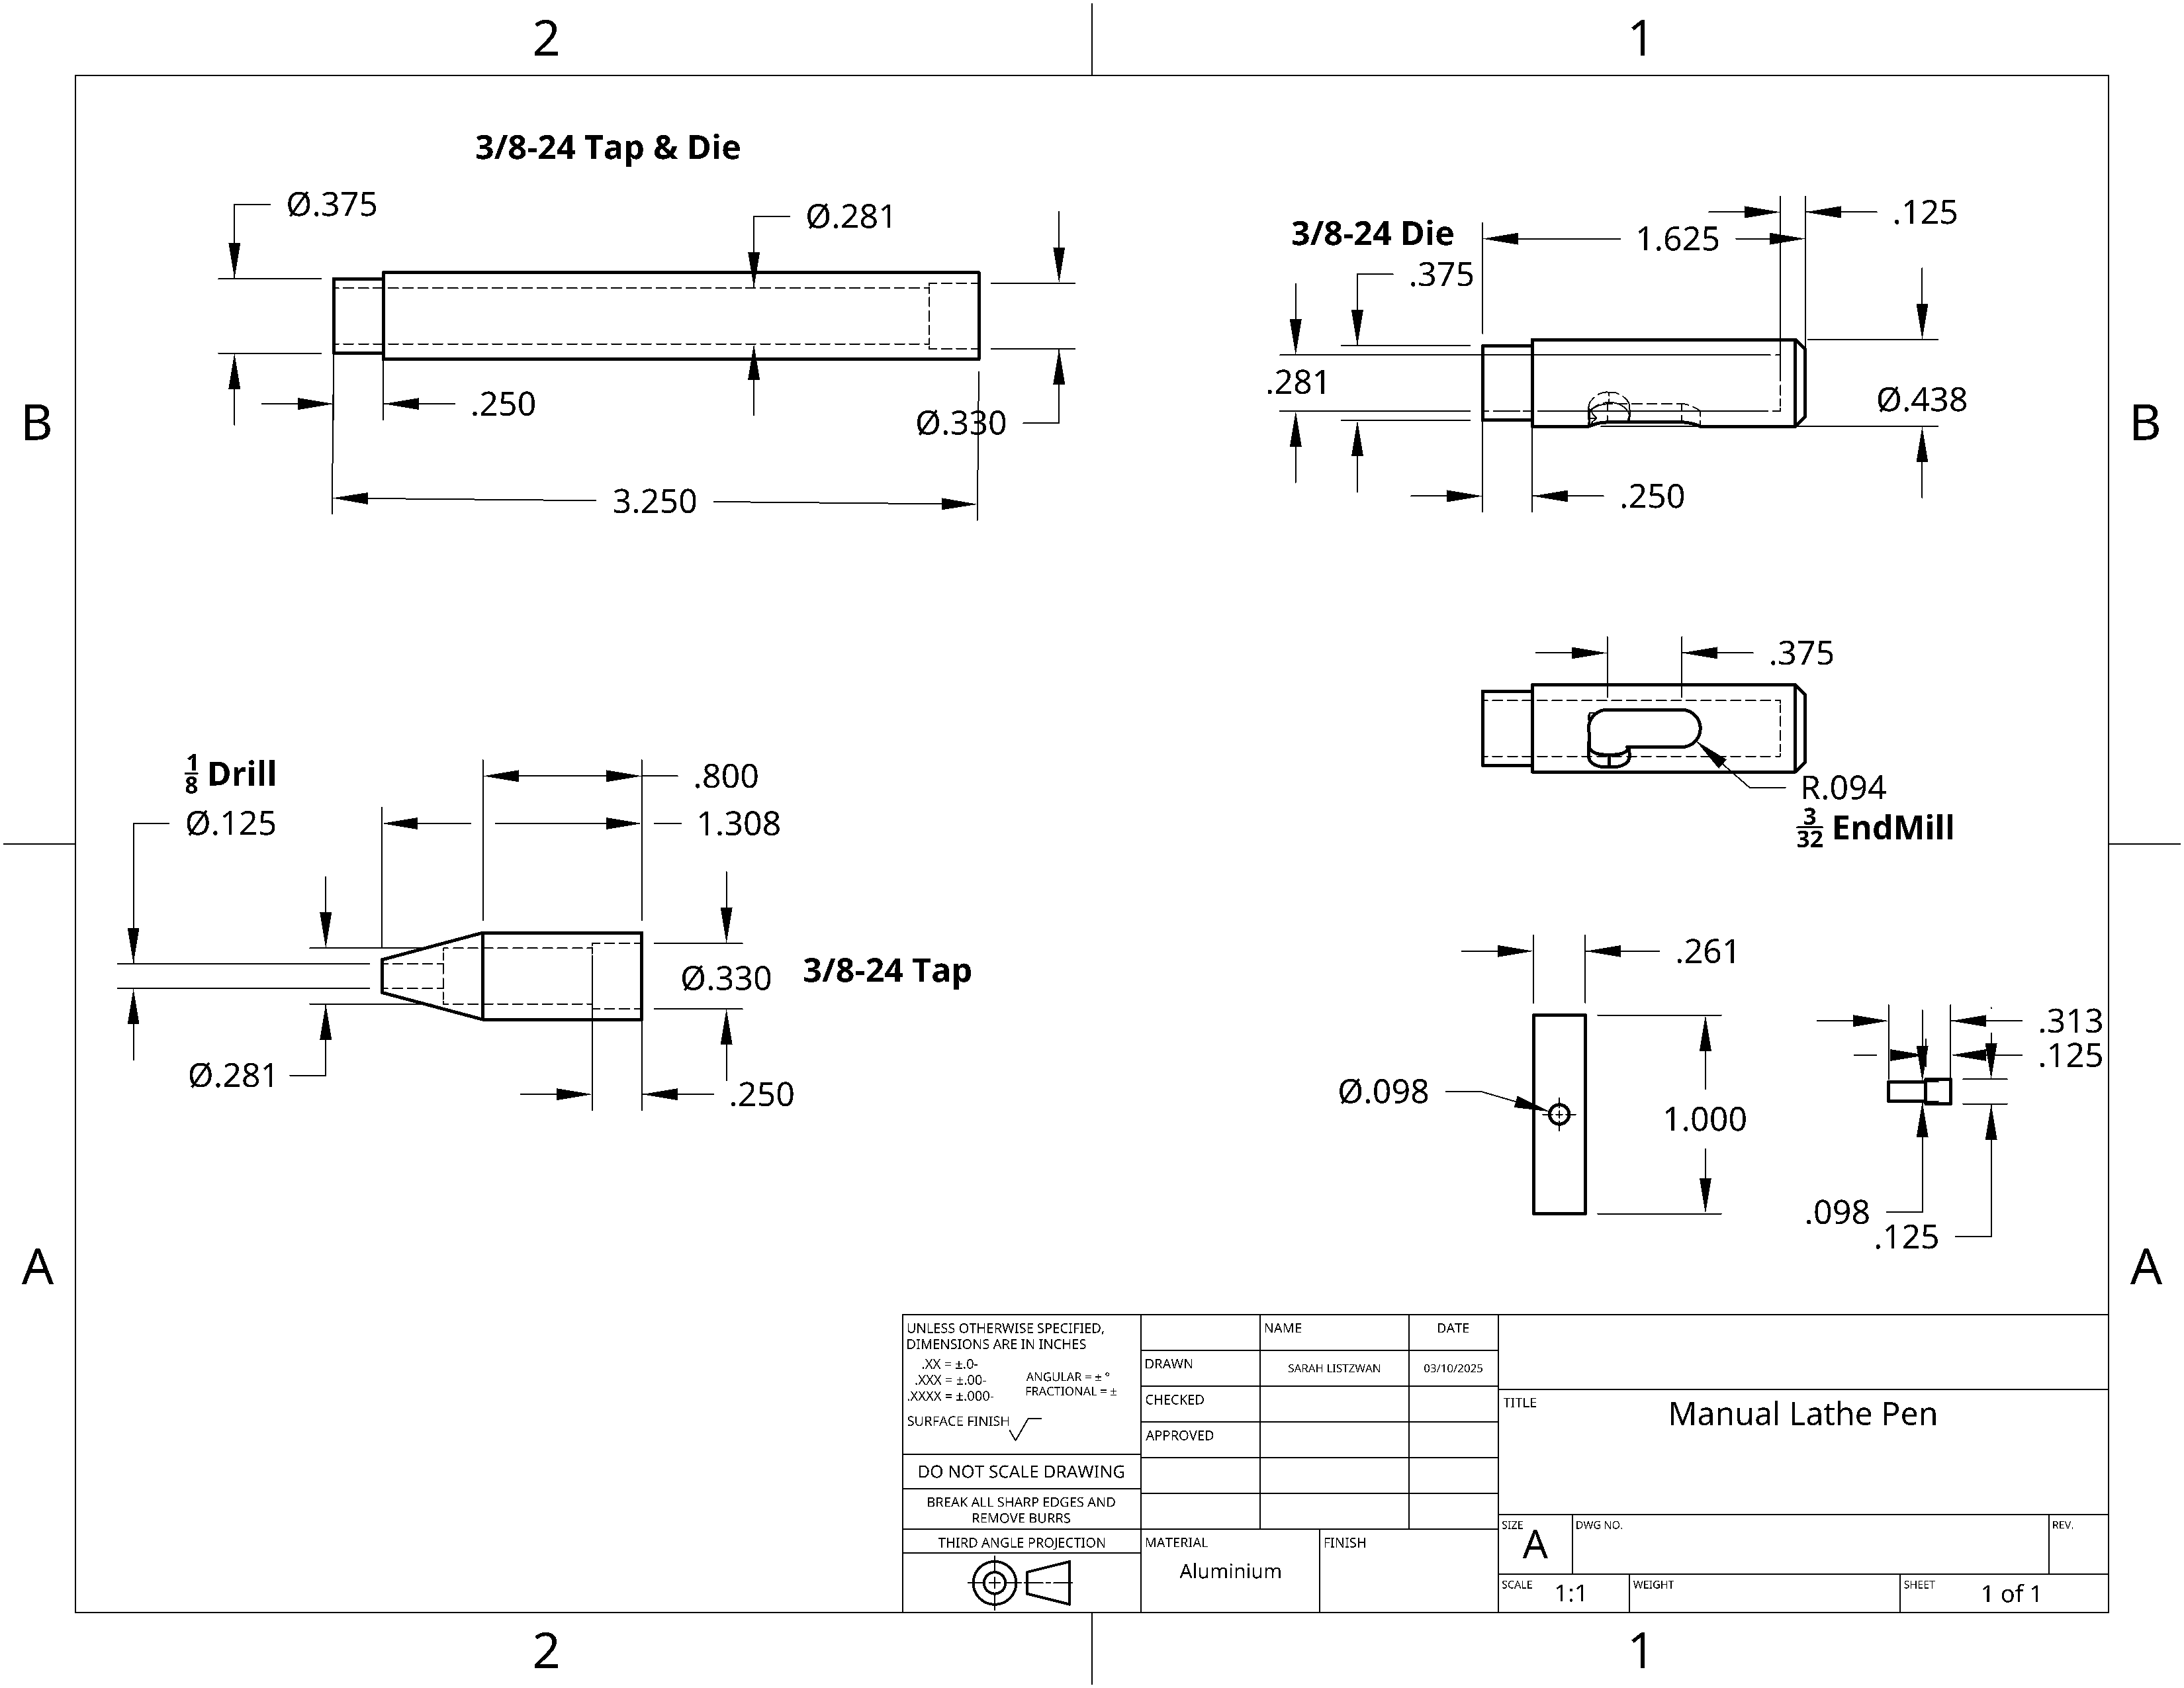 2
1
3/8-24 Tap & Die
Ø.375
Ø.281
.250
Ø.330
3.250
3/8-24 Die
.125
1.625
.375
.281
Ø.438
.250
B
B
.375
R.094
3/32 EndMill
1/8 Drill
Ø.125
.800
1.308
Ø.330
3/8-24 Tap
Ø.281
.250
.261
Ø.098
1.000
.313
.125
.098
.125
A
A
UNLESS OTHERWISE SPECIFIED,
DIMENSIONS ARE IN INCHES
.XX = ±.0-
.XXX = ±.00-
.XXXX = ±.000-
ANGULAR = ± °
FRACTIONAL = ±
SURFACE FINISH
DO NOT SCALE DRAWING
BREAK ALL SHARP EDGES AND
REMOVE BURRS
THIRD ANGLE PROJECTION
NAME
DATE
DRAWN
SARAH LISTZWAN
03/10/2025
CHECKED
APPROVED
MATERIAL
Aluminium
FINISH
TITLE
Manual Lathe Pen
SIZE
A
DWG NO.
REV.
SCALE
1:1
WEIGHT
SHEET
1 of 1
2
1